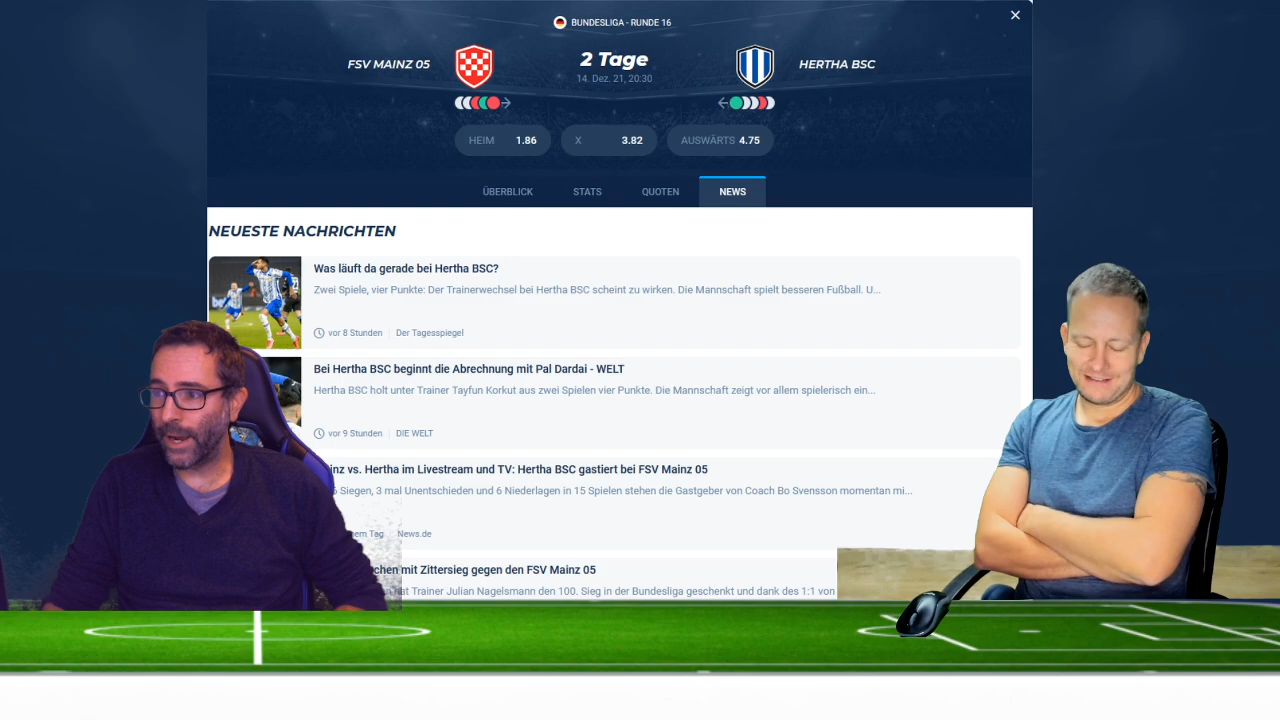 BUNDESLIGA - RUNDE 16
FSV MAINZ 05
2 Tage
HERTHA BSC
14. Dez. 21, 20:30
HEIM 1.86
X 3.82
AUSWÄRTS 4.75
ÜBERBLICK STATS QUOTEN NEWS
NEUESTE NACHRICHTEN
Was läuft da gerade bei Hertha BSC?
Zwei Spiele, vier Punkte: Der Trainerwechsel bei Hertha BSC scheint zu wirken. Die Mannschaft spielt besseren Fußball. U...
vor 8 Stunden Der Tagesspiegel
Bei Hertha BSC beginnt die Abrechnung mit Pal Dardai - WELT
Hertha BSC holt unter Trainer Tayfun Korkut aus zwei Spielen vier Punkte. Die Mannschaft zeigt vor allem spielerisch ein...
vor 9 Stunden DIE WELT
inz vs. Hertha im Livestream und TV: Hertha BSC gastiert bei FSV Mainz 05
6 Siegen, 3 mal Unentschieden und 6 Niederlagen in 15 Spielen stehen die Gastgeber von Coach Bo Svensson momentan mi...
em Tag News.de
chen mit Zittersieg gegen den FSV Mainz 05
hat Trainer Julian Nagelsmann den 100. Sieg in der Bundesliga geschenkt und dank des 1:1 von